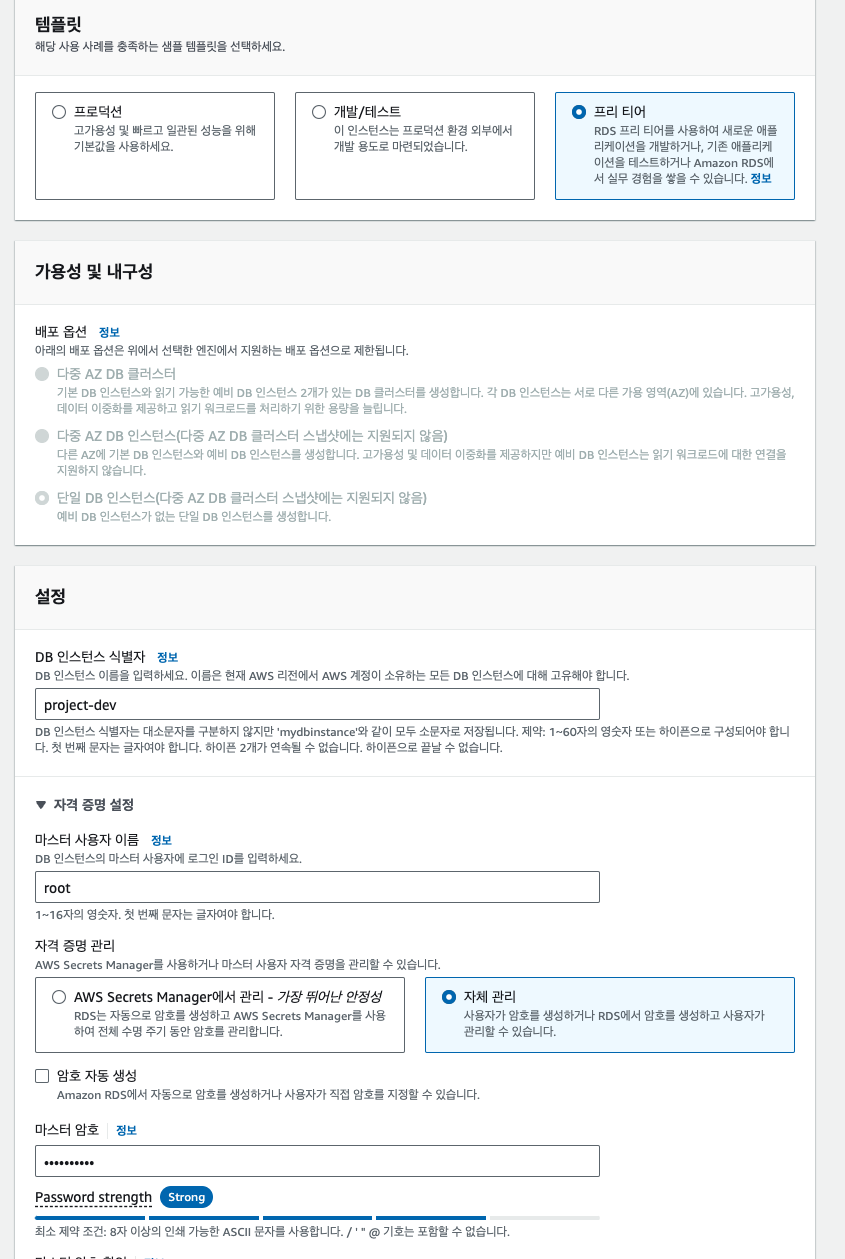 템플릿
해당 사용 사례를 충족하는 샘플 템플릿을 선택하세요.
프로덕션
고가용성 및 빠르고 일관된 성능을 위해
기본값을 사용하세요.
개발/테스트
이 인스턴스는 프로덕션 환경 외부에서
개발 용도로 마련되었습니다.
프리 티어
RDS 프리 티어를 사용하여 새로운 애플
리케이션을 개발하거나, 기존 애플리케
이션을 테스트하거나 Amazon RDS에
서 실무 경험을 쌓을 수 있습니다. 정보
가용성 및 내구성
배포 옵션 정보
아래의 배포 옵션은 위에서 선택한 엔진에서 지원하는 배포 옵션으로 제한됩니다.
다중 AZ DB 클러스터
기본 DB 인스턴스와 읽기 가능한 예비 DB 인스턴스 2개가 있는 DB 클러스터를 생성합니다. 각 DB 인스턴스는 서로 다른 가용 영역(AZ)에 있습니다. 고가용성,
데이터 이중화를 제공하고 읽기 워크로드를 처리하기 위한 용량을 늘립니다.
다중 AZ DB 인스턴스(다중 AZ DB 클러스터 스냅샷에는 지원되지 않음)
다른 AZ에 기본 DB 인스턴스와 예비 DB 인스턴스를 생성합니다. 고가용성 및 데이터 이중화를 제공하지만 예비 DB 인스턴스는 읽기 워크로드에 대한 연결을
지원하지 않습니다.
단일 DB 인스턴스(다중 AZ DB 클러스터 스냅샷에는 지원되지 않음)
예비 DB 인스턴스가 없는 단일 DB 인스턴스를 생성합니다.
설정
DB 인스턴스 식별자 정보
DB 인스턴스 이름을 입력하세요. 이름은 현재 AWS 리전에서 AWS 계정이 소유하는 모든 DB 인스턴스에 대해 고유해야 합니다.
project-dev
DB 인스턴스 식별자는 대소문자를 구분하지 않지만 'mydbinstance'와 같이 모두 소문자로 저장됩니다. 제약: 1~60자의 영숫자 또는 하이픈으로 구성되어야 합니
다. 첫 번째 문자는 글자여야 합니다. 하이픈 2개가 연속될 수 없습니다. 하이픈으로 끝날 수 없습니다.
▼ 자격 증명 설정
마스터 사용자 이름 정보
DB 인스턴스의 마스터 사용자에 로그인 ID를 입력하세요.
root
1~16자의 영숫자. 첫 번째 문자는 글자여야 합니다.
자격 증명 관리
AWS Secrets Manager를 사용하거나 마스터 사용자 자격 증명을 관리할 수 있습니다.
AWS Secrets Manager에서 관리 - 가장 뛰어난 안정성
RDS는 자동으로 암호를 생성하고 AWS Secrets Manager를 사용
하여 전체 수명 주기 동안 암호를 관리합니다.
자체 관리
사용자가 암호를 생성하거나 RDS에서 암호를 생성하고 사용자가
관리할 수 있습니다.
암호 자동 생성
Amazon RDS에서 자동으로 암호를 생성하거나 사용자가 직접 암호를 지정할 수 있습니다.
마스터 암호 정보
••••••••••
Password strength Strong
최소 제약 조건: 8자 이상의 인쇄 가능한 ASCII 문자를 사용합니다. / ' " @ 기호는 포함할 수 없습니다.